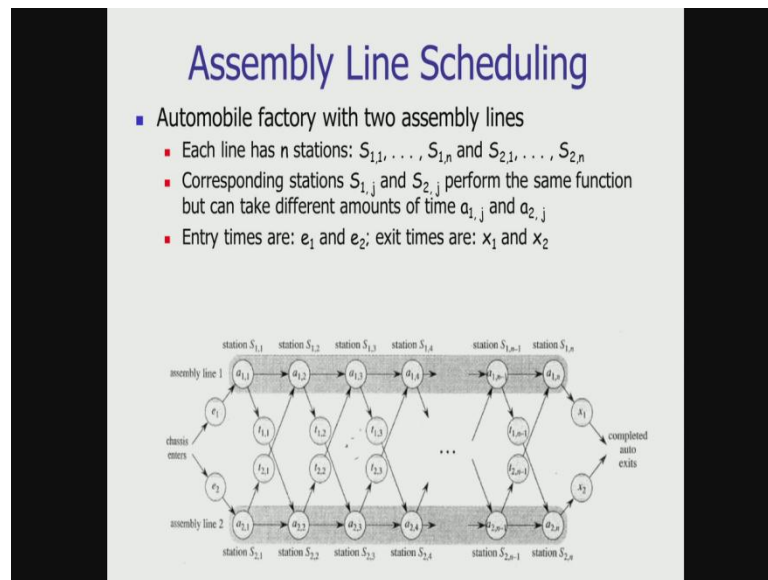 Assembly Line Scheduling
Automobile factory with two assembly lines
Each line has n stations: S1,1, . . . , S1,n and S2,1, . . . , S2,n
Corresponding stations S1, j and S2, j perform the same function
but can take different amounts of time a1, j and a2, j
Entry times are: e1 and e2; exit times are: x1 and x2
station S1,1 station S1,2 station S1,3 station S1,4 station S1,n-1 station S1,n
assembly line 1 a1,1 a1,2 a1,3 a1,4 a1,n-1 a1,n
e1 x1
t1,1 t1,2 t1,3 t1,n-1
chassis
enters
...
completed
auto
exits
t2,1 t2,2 t2,3 t2,n-1
e2 x2
assembly line 2 a2,1 a2,2 a2,3 a2,4 a2,n-1 a2,n
station S2,1 station S2,2 station S2,3 station S2,4 station S2,n-1 station S2,n